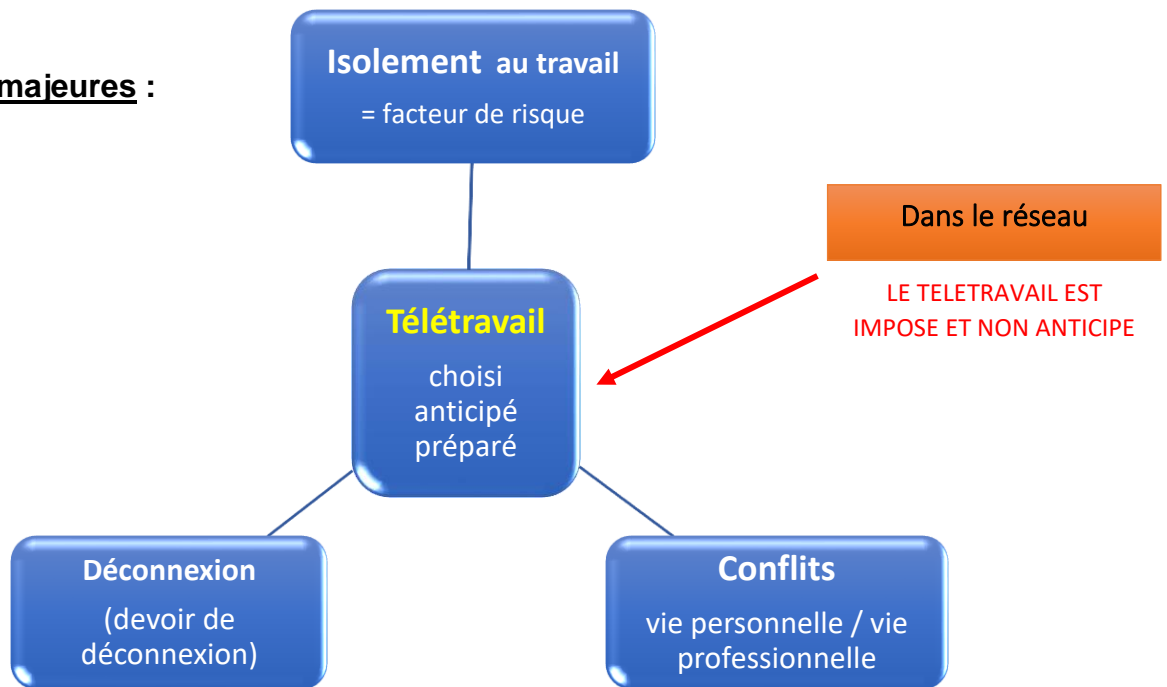 majeures :
Isolement au travail
= facteur de risque
Dans le réseau
LE TELETRAVAIL EST
IMPOSE ET NON ANTICIPE
Télétravail
choisi
anticipé
préparé
Déconnexion
(devoir de
déconnexion)
Conflits
vie personnelle / vie
professionnelle